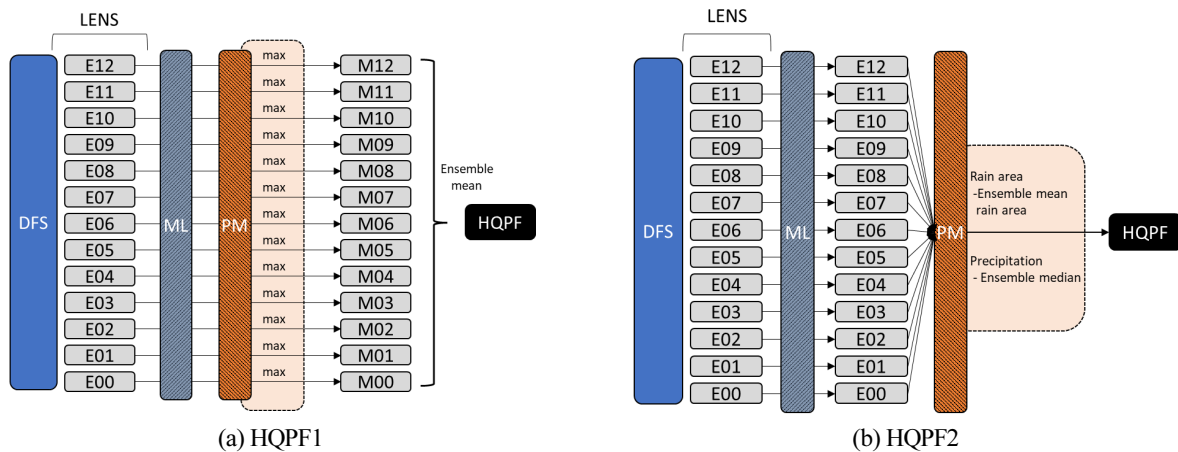 LENS
DFS
E12
E11
E10
E09
E08
E07
E06
E05
E04
E03
E02
E01
E00
ML
PM
max
max
max
max
max
max
max
max
max
max
max
max
max
M12
M11
M10
M09
M08
M07
M06
M05
M04
M03
M02
M01
M00
Ensemble
mean
HQPF
(a) HQPF1
LENS
DFS
E12
E11
E10
E09
E08
E07
E06
E05
E04
E03
E02
E01
E00
ML
E12
E11
E10
E09
E08
E07
E06
E05
E04
E03
E02
E01
E00
PM
Rain area
-Ensemble mean
rain area
Precipitation
- Ensemble median
HQPF
(b) HQPF2